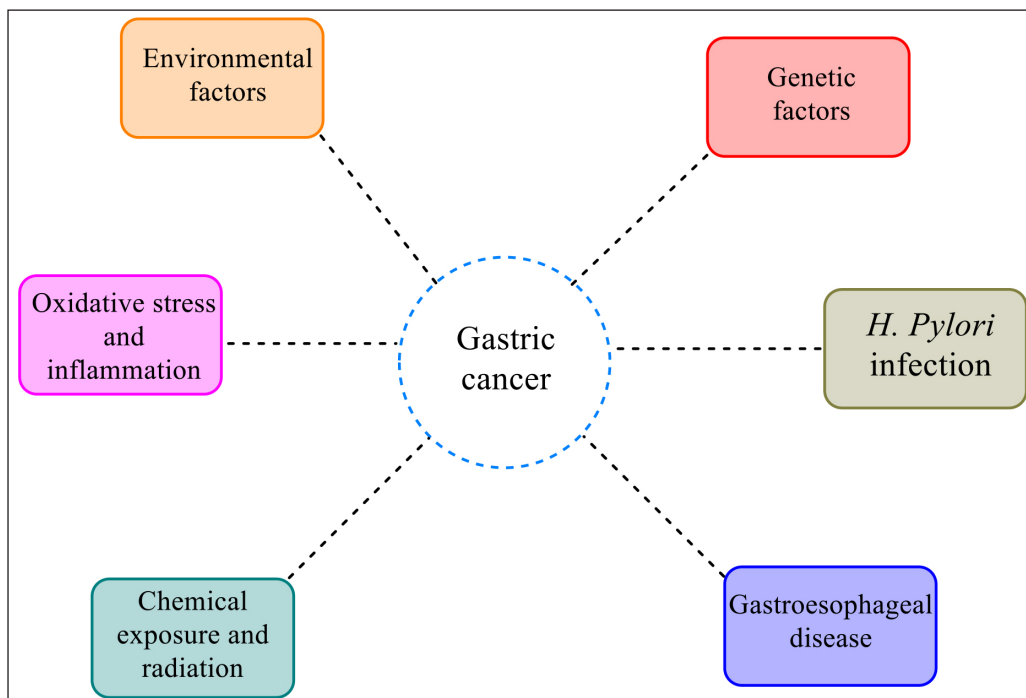 Environmental
factors
Genetic
factors
Oxidative stress
and
inflammation
Gastric
cancer
H. Pylori
infection
Chemical
exposure and
radiation
Gastroesophageal
disease